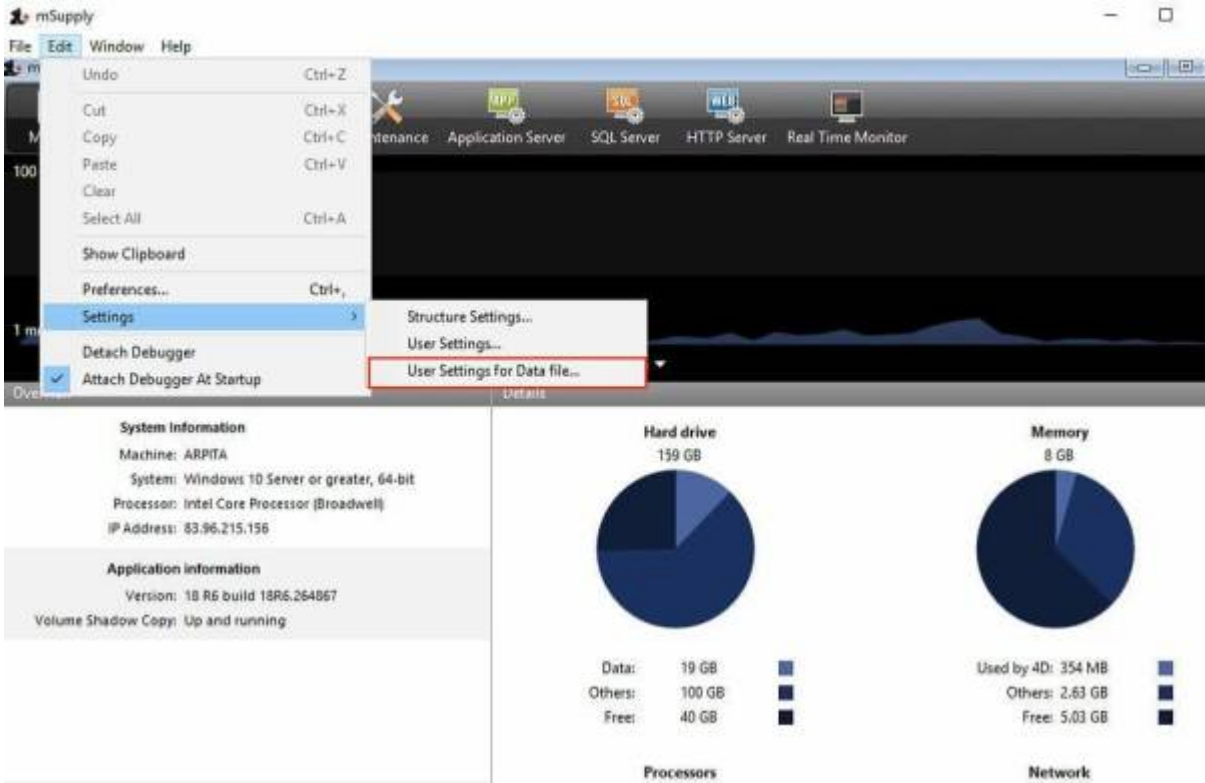 mSupply
File Edit Window Help
Undo Ctrl+Z
Cut Ctrl+X
Copy Ctrl+C
Paste Ctrl+V
Clear
Select All Ctrl+A
Show Clipboard
Preferences... Ctrl+,
Settings
Detach Debugger
Attach Debugger At Startup
Structure Settings...
User Settings...
User Settings for Data file...
Application Server SQL Server HTTP Server Real Time Monitor
100
Details
System Information
Machine: ARPITA
System: Windows 10 Server or greater, 64-bit
Processor: Intel Core Processor (Broadwell)
IP Address: 83.96.215.156
Application information
Version: 18 R6 build 18R6.264867
Volume Shadow Copy: Up and running
Hard drive
159 GB
Data: 19 GB
Others: 100 GB
Free: 40 GB
Memory
8 GB
Used by 4D: 354 MB
Others: 2.63 GB
Free: 5.03 GB
Processors
Network